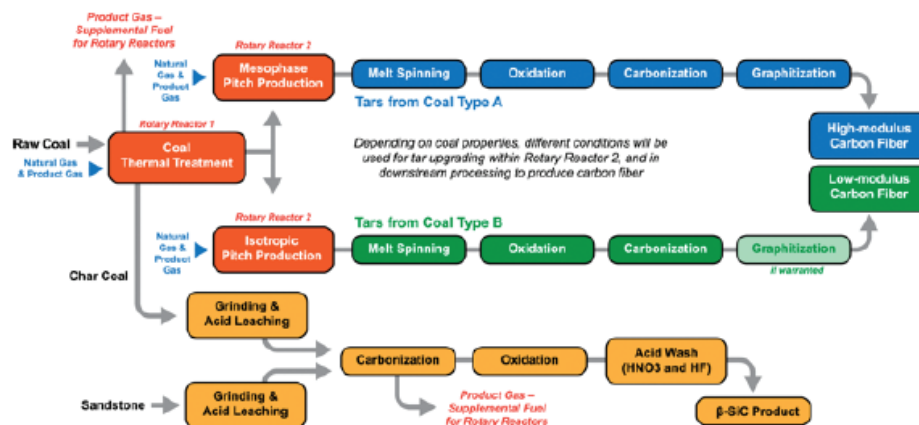 Product Gas –
Supplemental Fuel
for Rotary Reactors
Rotary Reactor 2
Natural
Gas &
Product
Gas
Mesophase
Pitch Production
Melt Spinning
Oxidation
Carbonization
Graphitization
Tars from Coal Type A
Rotary Reactor 1
Raw Coal
Coal
Thermal Treatment
Natural Gas
& Product Gas
Depending on coal properties, different conditions will be
used for tar upgrading within Rotary Reactor 2, and in
downstream processing to produce carbon fiber
High-modulus
Carbon Fiber
Low-modulus
Carbon Fiber
Rotary Reactor 2
Tars from Coal Type B
Natural
Gas &
Product
Gas
Isotropic
Pitch Production
Melt Spinning
Oxidation
Carbonization
Graphitization
if warranted
Char Coal
Grinding &
Acid Leaching
Carbonization
Oxidation
Acid Wash
(HNO3 and HF)
Sandstone
Grinding &
Acid Leaching
Product Gas –
Supplemental Fuel
for Rotary Reactors
β-SiC Product